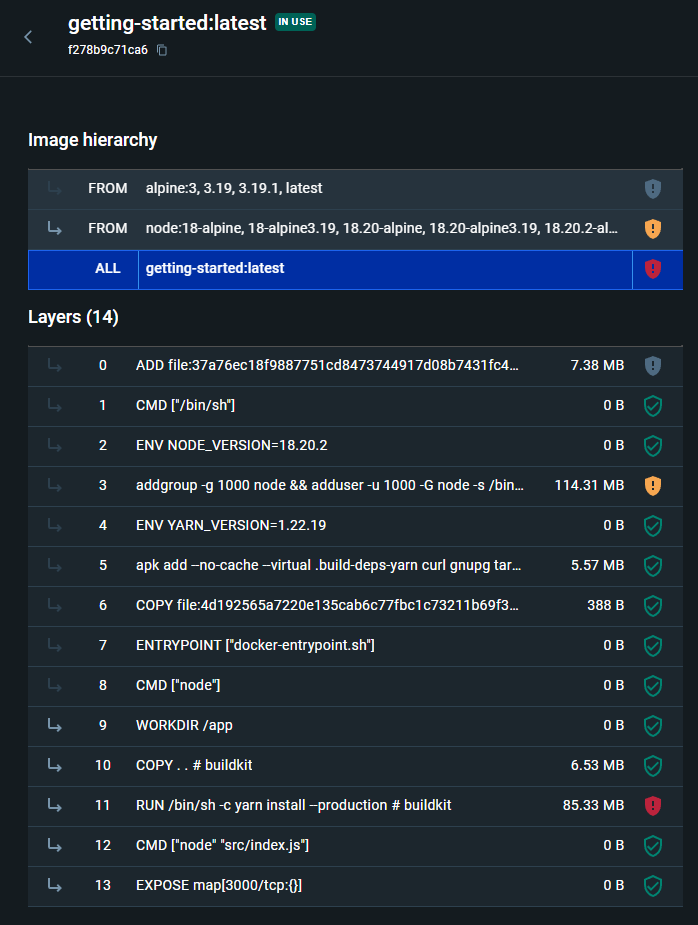 getting-started:latest IN USE
f278b9c71ca6
Image hierarchy
FROM alpine:3, 3.19, 3.19.1, latest
FROM node:18-alpine, 18-alpine3.19, 18.20-alpine, 18.20-alpine3.19, 18.20.2-al...
ALL getting-started:latest
Layers (14)
0 ADD file:37a76ec18f9887751cd8473744917d08b7431fc4... 7.38 MB
1 CMD ["/bin/sh"] 0 B
2 ENV NODE_VERSION=18.20.2 0 B
3 addgroup -g 1000 node && adduser -u 1000 -G node -s /bin... 114.31 MB
4 ENV YARN_VERSION=1.22.19 0 B
5 apk add --no-cache --virtual .build-deps-yarn curl gnupg tar... 5.57 MB
6 COPY file:4d192565a7220e135cab6c77fbc1c73211b69f3... 388 B
7 ENTRYPOINT ["docker-entrypoint.sh"] 0 B
8 CMD ["node"] 0 B
9 WORKDIR /app 0 B
10 COPY . . # buildkit 6.53 MB
11 RUN /bin/sh -c yarn install --production # buildkit 85.33 MB
12 CMD ["node" "src/index.js"] 0 B
13 EXPOSE map[3000/tcp:{}] 0 B